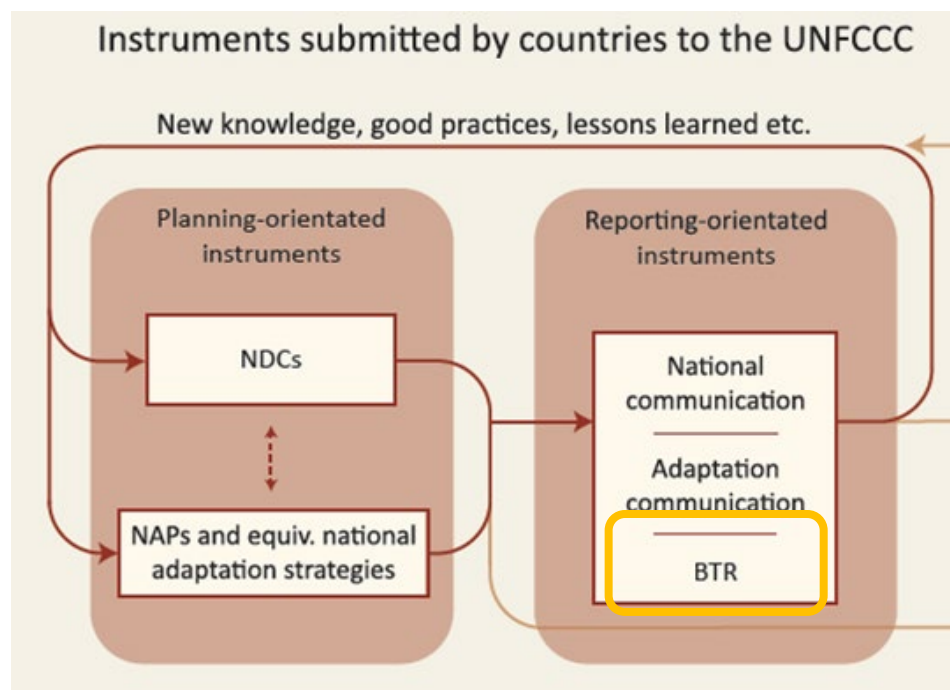 Instruments submitted by countries to the UNFCCC
New knowledge, good practices, lessons learned etc.
Planning-orientated
instruments
NDCs
NAPs and equiv. national
adaptation strategies
Reporting-orientated
instruments
National
communication
Adaptation
communication
BTR